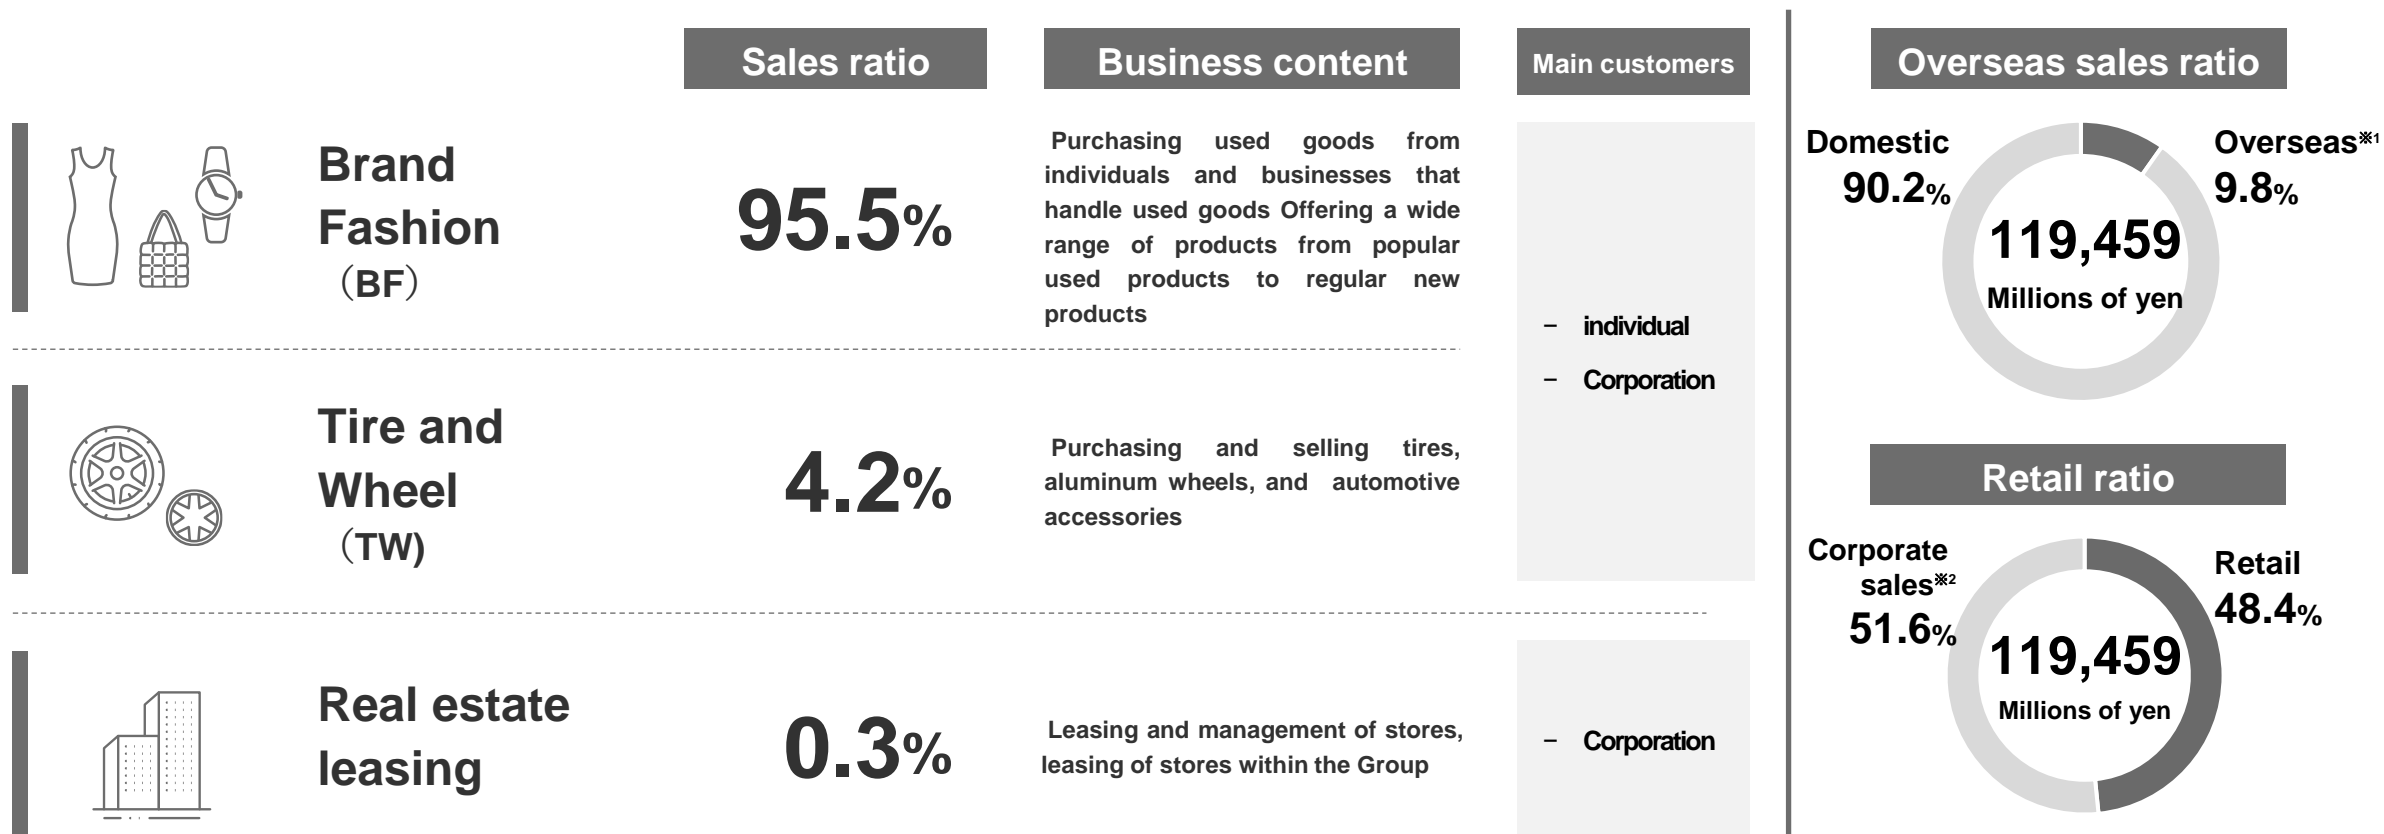 Sales ratio
Business content
Main customers
Brand
Fashion
（BF）
95.5%
Purchasing used goods from
individuals and businesses that
handle used goods Offering a wide
range of products from popular
used products to regular new
products
– individual
– Corporation
Tire and
Wheel
（TW)
4.2%
Purchasing and selling tires,
aluminum wheels, and automotive
accessories
Real estate
leasing
0.3%
Leasing and management of stores,
leasing of stores within the Group
– Corporation
Overseas sales ratio
Domestic
90.2%
Overseas※1
9.8%
119,459
Millions of yen
Retail ratio
Corporate
sales※2
51.6%
Retail
48.4%
119,459
Millions of yen